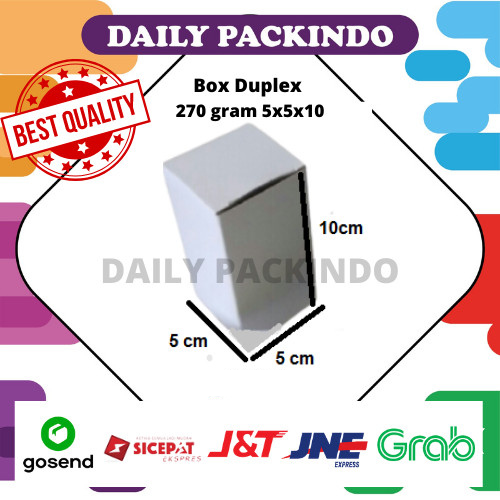 DAILY PACKINDO
Box Duplex
270 gram 5x5x10
BEST QUALITY
10cm
DAILY PACKINDO
5 cm
5 cm
gosend
SICEPAT
EKSPRES
J&T
JNE
EXPRESS
Grab